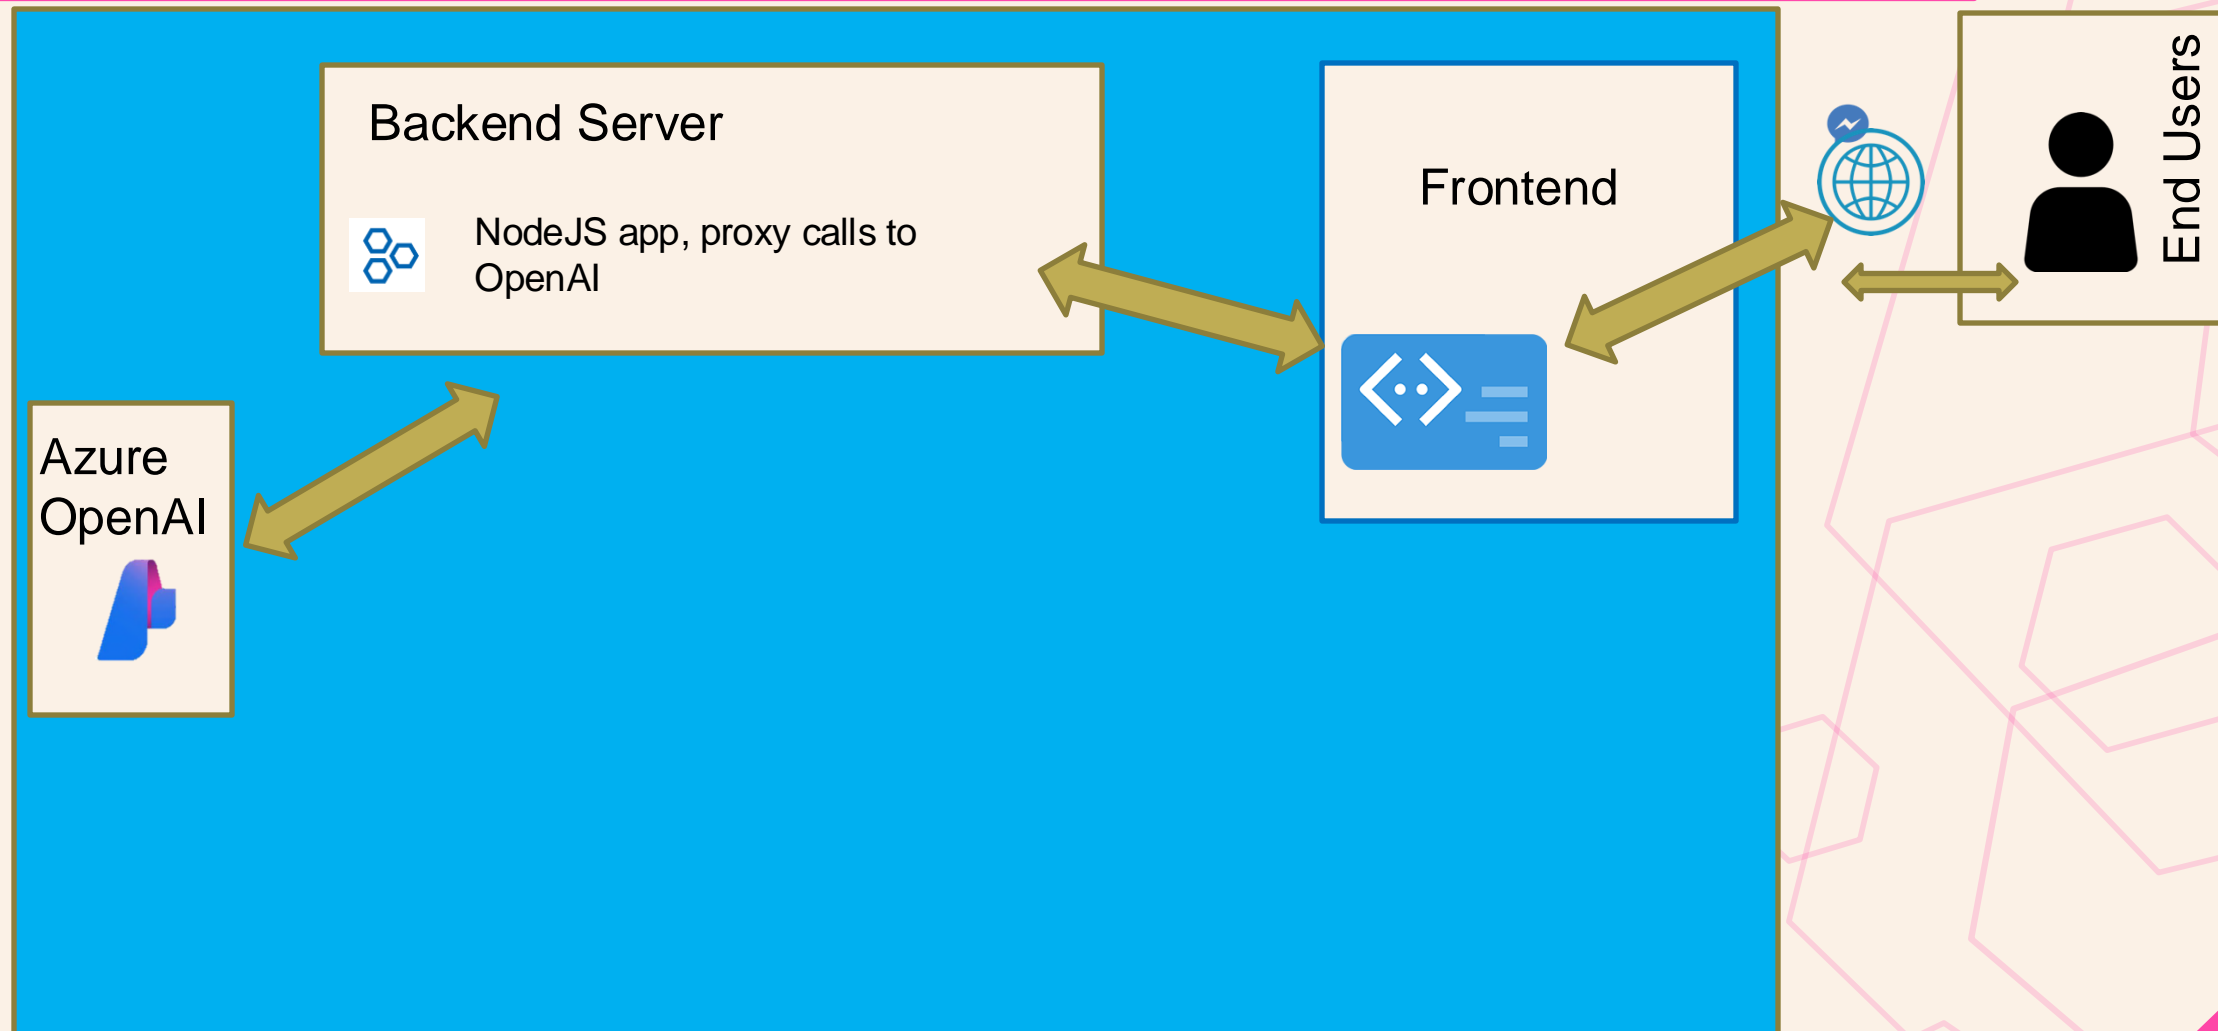 Backend Server
NodeJS app, proxy calls to
OpenAI
Frontend
End Users
Azure
OpenAI